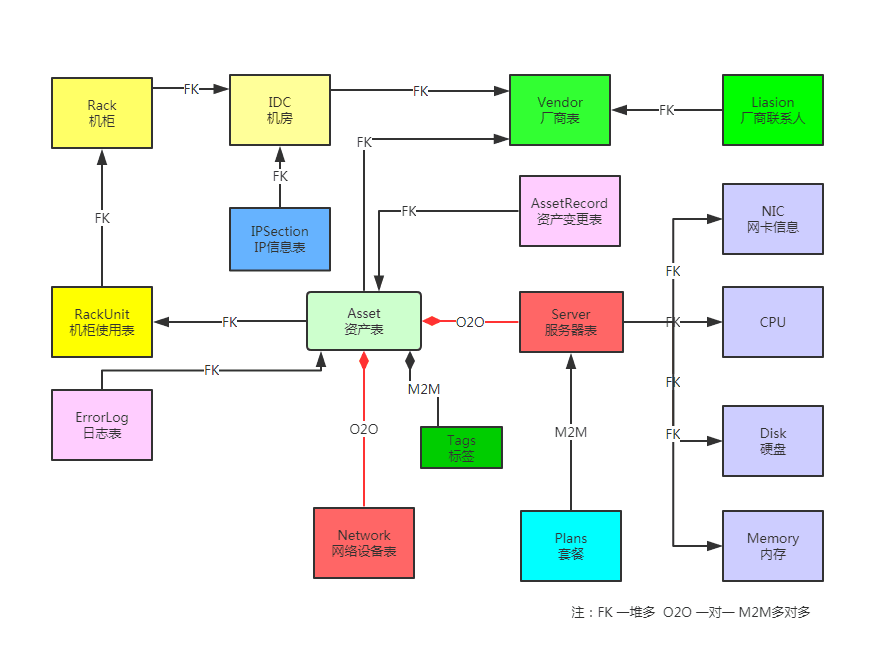 Rack
机柜
FK
IDC
机房
FK
Vendor
厂商表
FK
Liasion
厂商联系人
FK
FK
AssetRecord
资产变更表
FK
NIC
网卡信息
FK
IPSection
IP信息表
FK
RackUnit
机柜使用表
FK
Asset
资产表
O2O
Server
服务器表
FK
CPU
FK
ErrorLog
日志表
FK
M2M
O2O
Tags
标签
M2M
FK
Disk
硬盘
Network
网络设备表
Plans
套餐
Memory
内存
注：FK 一堆多 O2O 一对一 M2M多对多